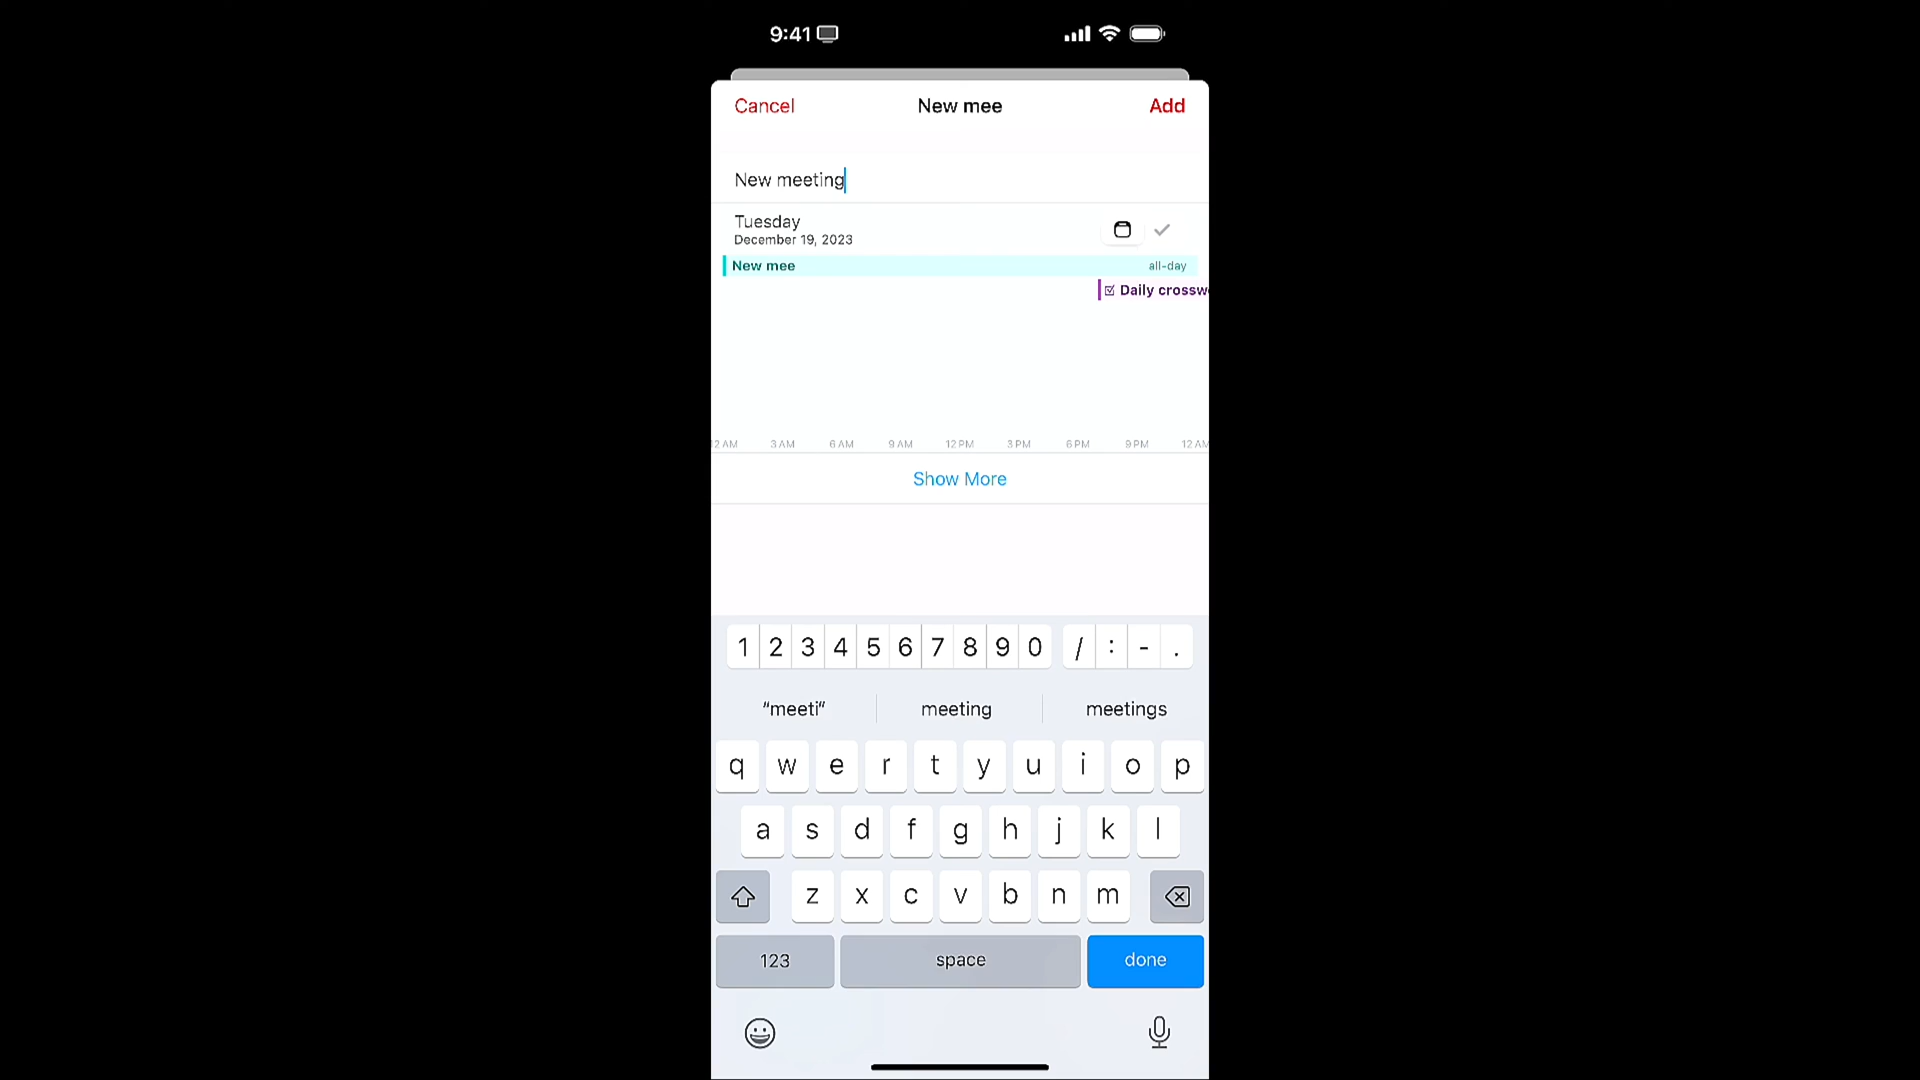 9:41
Cancel New mee Add
New meeting
Tuesday
December 19, 2023
New mee all-day
Daily crossw
12 AM 3 AM 6 AM 9 AM 12 PM 3 PM 6 PM 9 PM 12 AM
Show More
1 2 3 4 5 6 7 8 9 0 / : - .
“meeti” meeting meetings
q w e r t y u i o p
a s d f g h j k l
z x c v b n m
123 space done